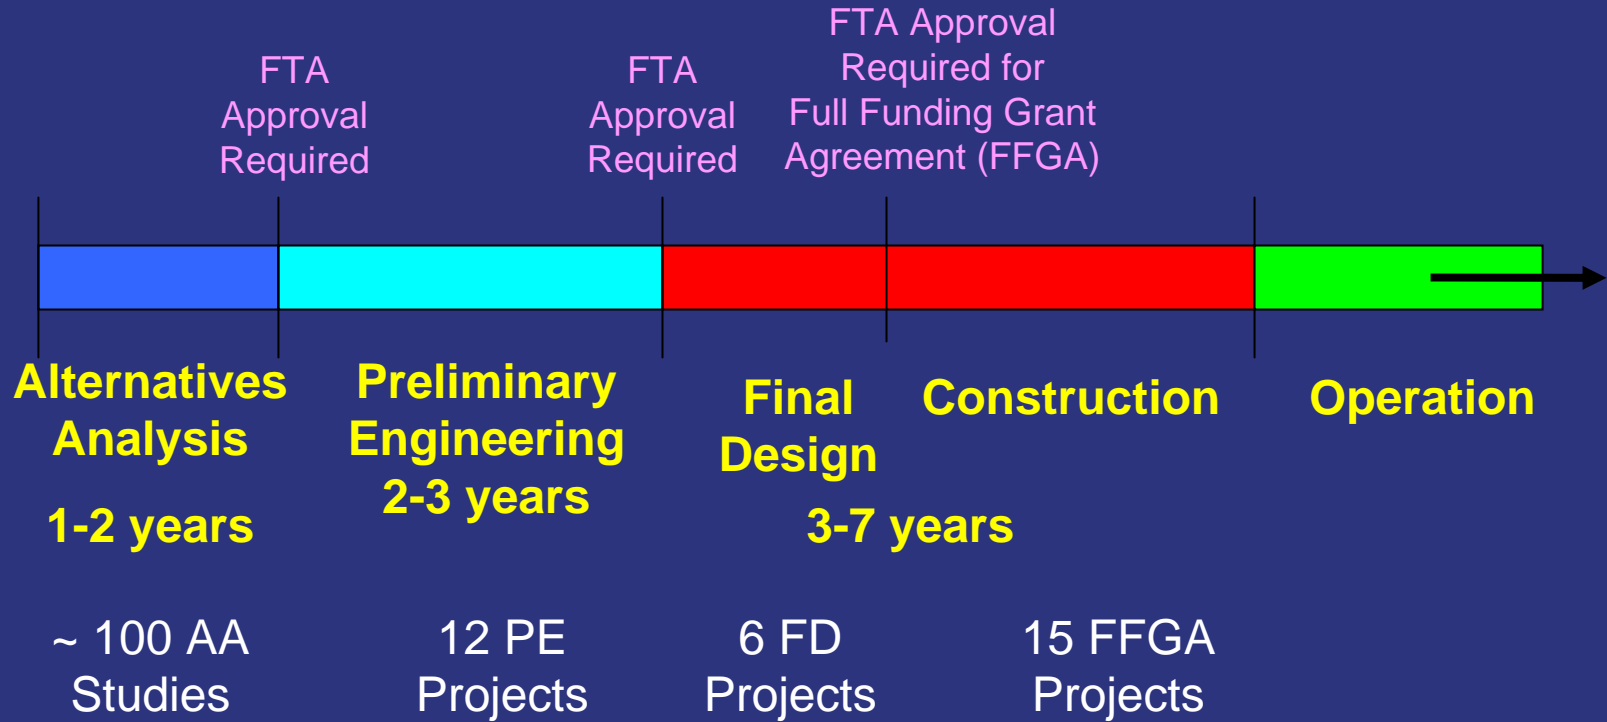 FTA
Approval
Required
FTA
Approval
Required
FTA Approval
Required for
Full Funding Grant
Agreement (FFGA)
Alternatives
Analysis
1-2 years
Preliminary
Engineering
2-3 years
Final
Design
Construction
3-7 years
Operation
~ 100 AA
Studies
12 PE
Projects
6 FD
Projects
15 FFGA
Projects